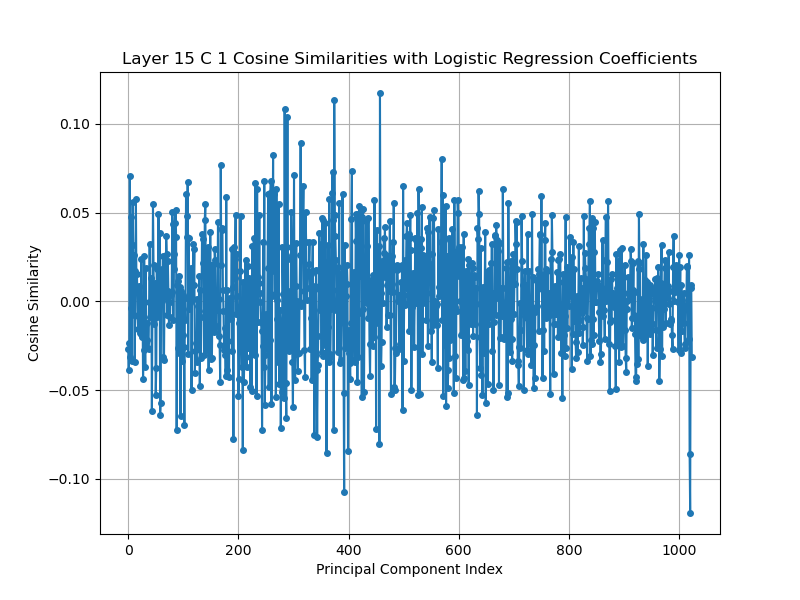 Layer 15 C 1 Cosine Similarities with Logistic Regression Coefficients
0.10
0.05
0.00
−0.05
−0.10
Cosine Similarity
0 200 400 600 800 1000
Principal Component Index